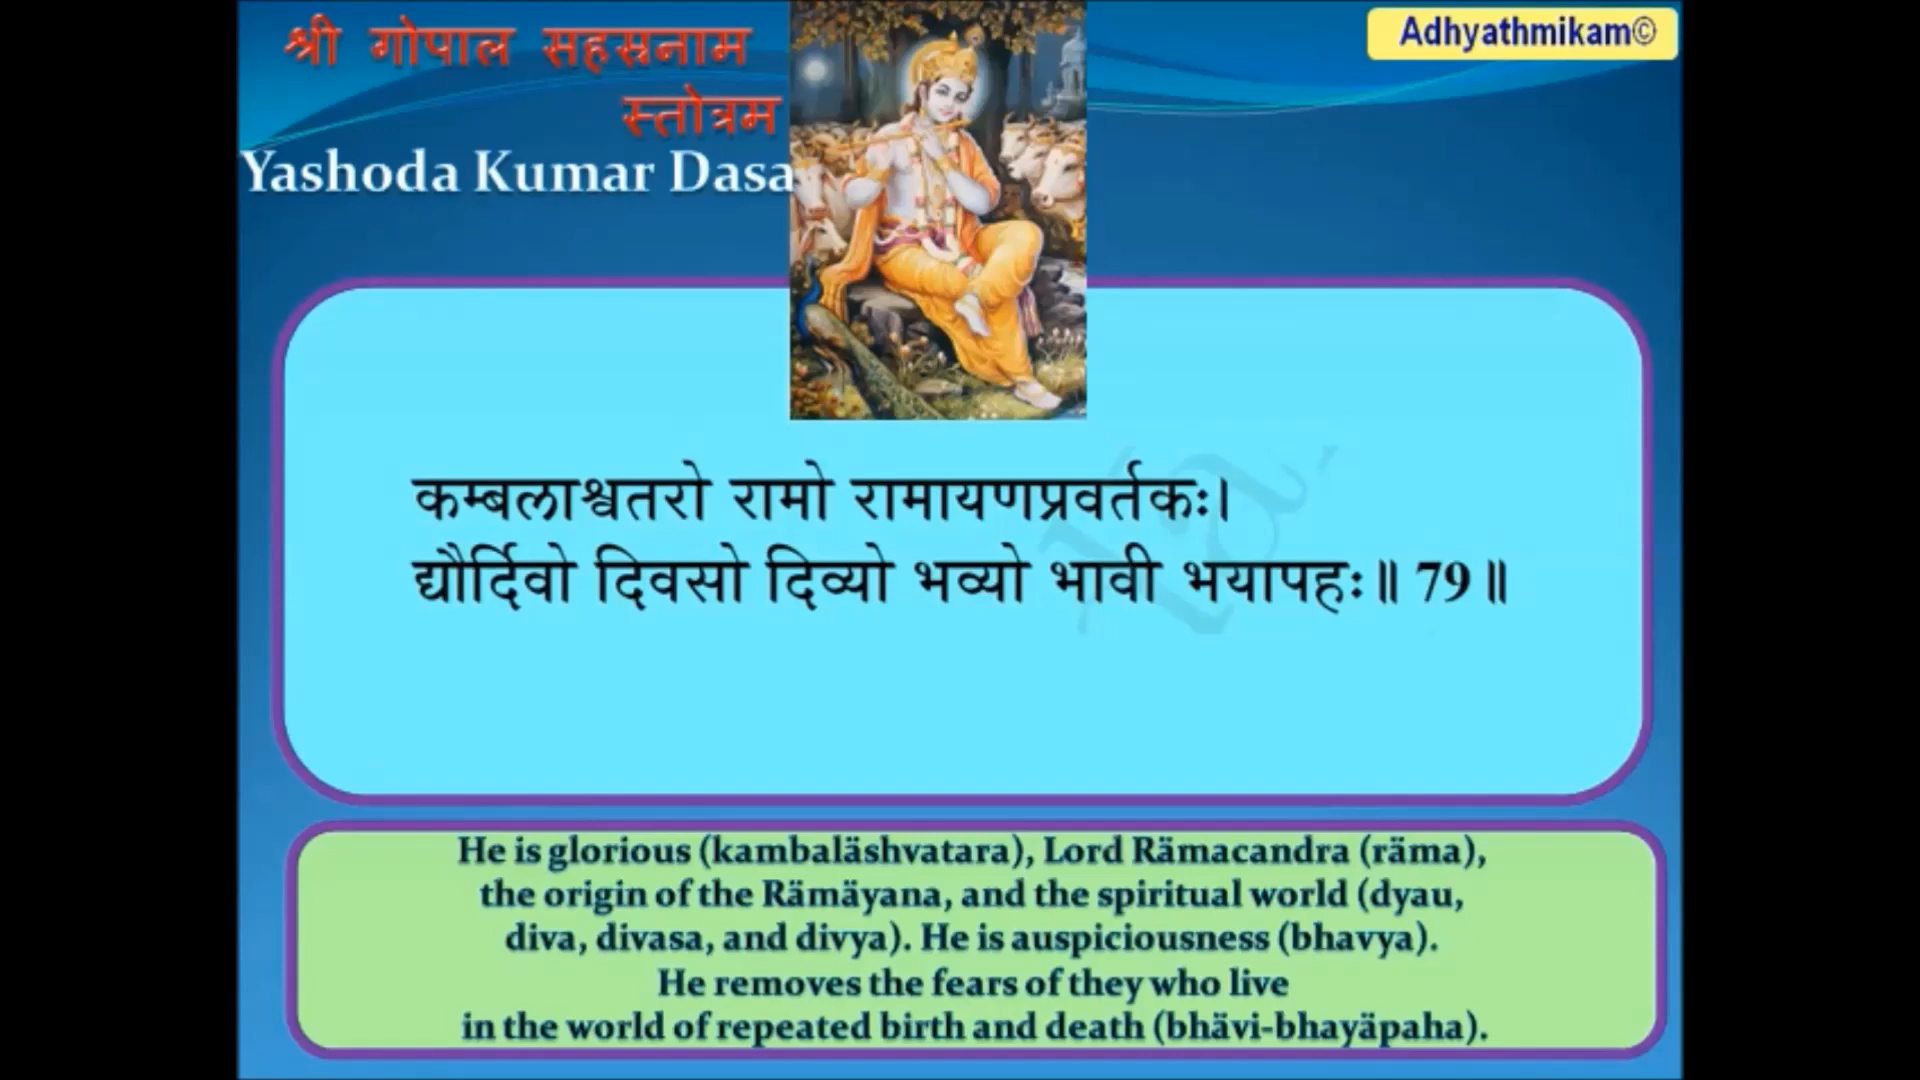 श्री गोपाल सहस्रनाम
स्तोत्रम
Yashoda Kumar Dasa
Adhyathmikam©
कम्बलाश्वतरो रामो रामायणप्रवर्तकः।
द्यौर्दिवो दिवसो दिव्यो भव्यो भावी भयापहः॥ 79॥
He is glorious (kambaläshvatara), Lord Rämacandra (räma),
the origin of the Rämäyana, and the spiritual world (dyau,
diva, divasa, and divya). He is auspiciousness (bhavya).
He removes the fears of they who live
in the world of repeated birth and death (bhävi-bhayäpaha).